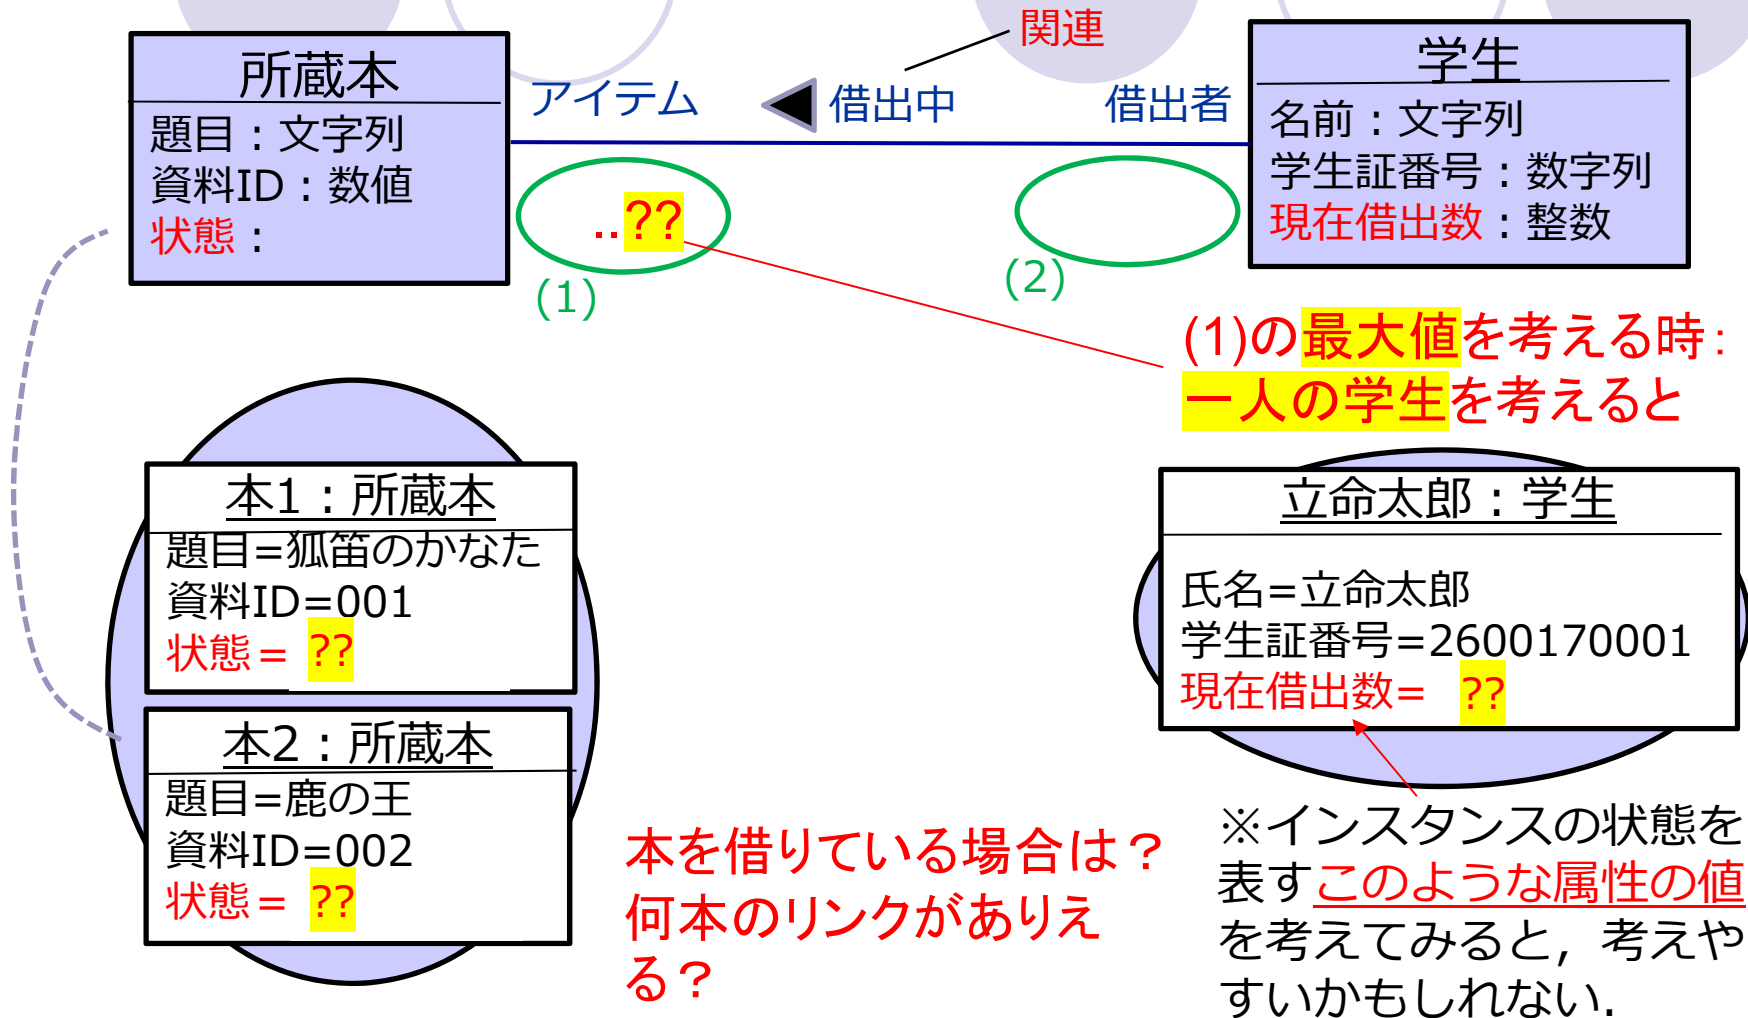 関連
所蔵本
題目：文字列
資料ID：数値
状態：
アイテム
借出中
借出者
学生
名前：文字列
学生証番号：数字列
現在借出数：整数
..??
(1)
(2)
(1)の最大値を考える時：
一人の学生を考えると
本1：所蔵本
題目=狐笛のかなた
資料ID=001
状態= ??
本2：所蔵本
題目=鹿の王
資料ID=002
状態= ??
立命太郎：学生
氏名=立命太郎
学生証番号=2600170001
現在借出数= ??
本を借りている場合は？
何本のリンクがありえ
る？
※インスタンスの状態を
表すこのような属性の値
を考えてみると，考えや
すいかもしれない．